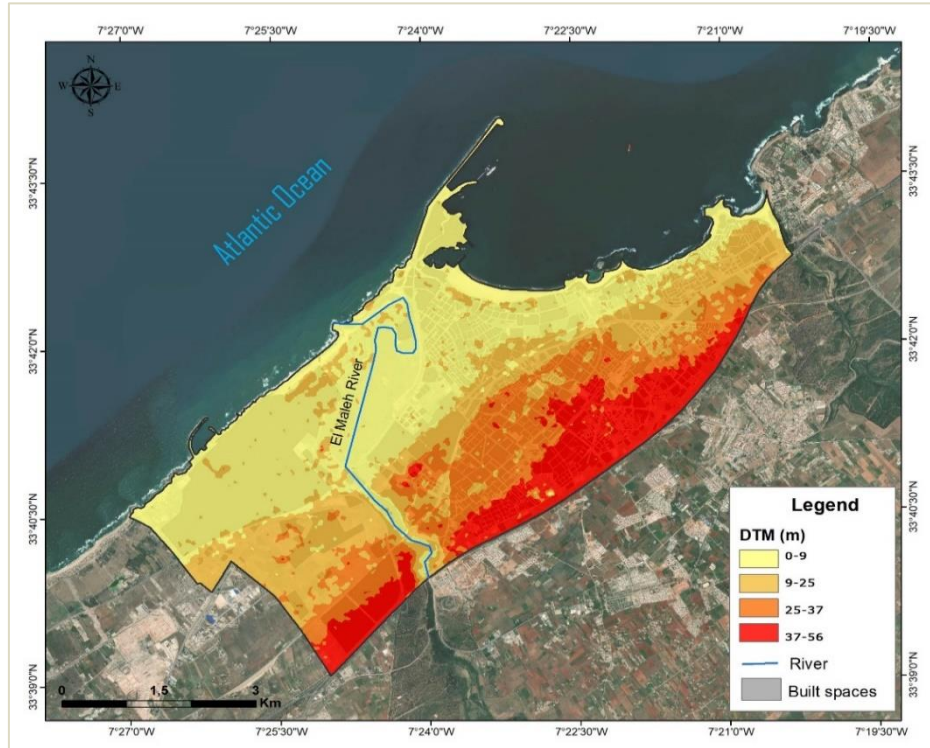 7°27'0"W 7°25'30"W 7°24'0"W 7°22'30"W 7°21'0"W 7°19'30"W
N
W E
S
33°43'30"N
33°43'30"N
Atlantic Ocean
33°42'0"N
33°42'0"N
El Maleh River
33°40'30"N
33°40'30"N
Legend
DTM (m)
0-9
9-25
25-37
37-56
River
Built spaces
33°39'0"N
33°39'0"N
0 1,5 3
Km
7°27'0"W 7°25'30"W 7°24'0"W 7°22'30"W 7°21'0"W 7°19'30"W